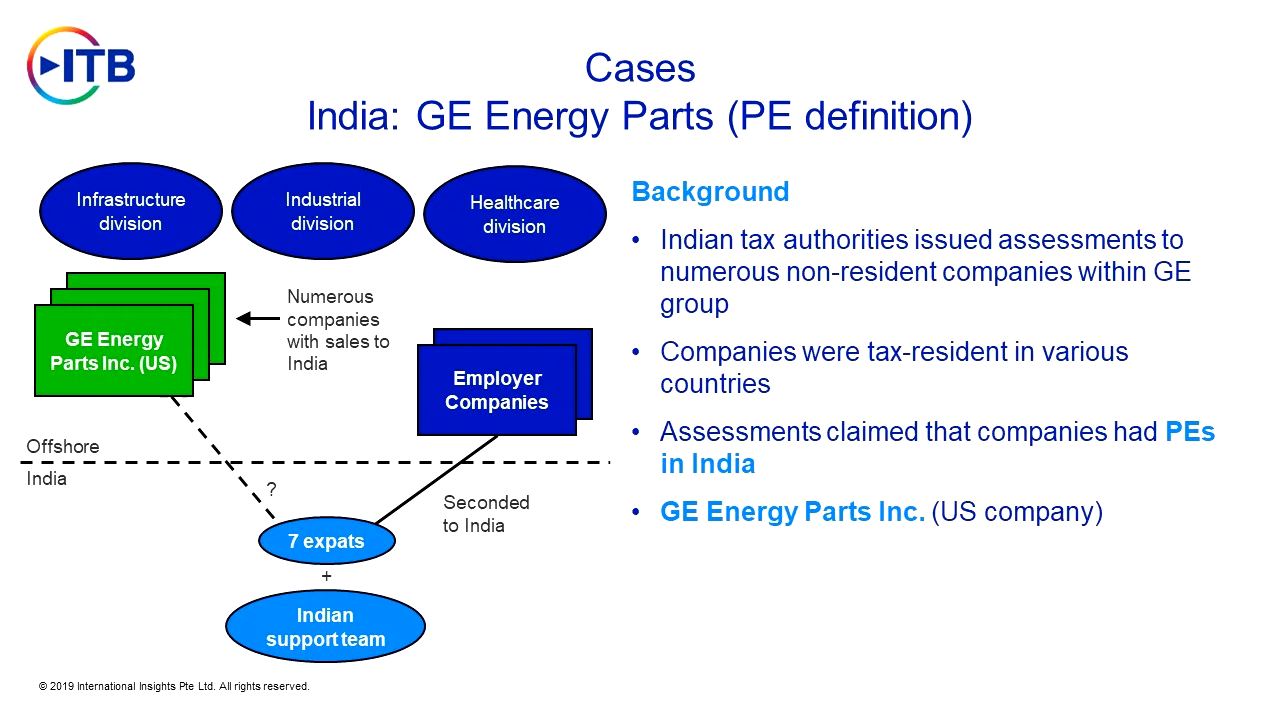 ITB
Cases
India: GE Energy Parts (PE definition)
Infrastructure
division
Industrial
division
Healthcare
division
GE Energy
Parts Inc. (US)
Numerous
companies
with sales to
India
Employer
Companies
Offshore
India
?
Seconded
to India
7 expats
+
Indian
support team
Background
• Indian tax authorities issued assessments to
numerous non-resident companies within GE
group
• Companies were tax-resident in various
countries
• Assessments claimed that companies had PEs
in India
• GE Energy Parts Inc. (US company)
© 2019 International Insights Pte Ltd. All rights reserved.